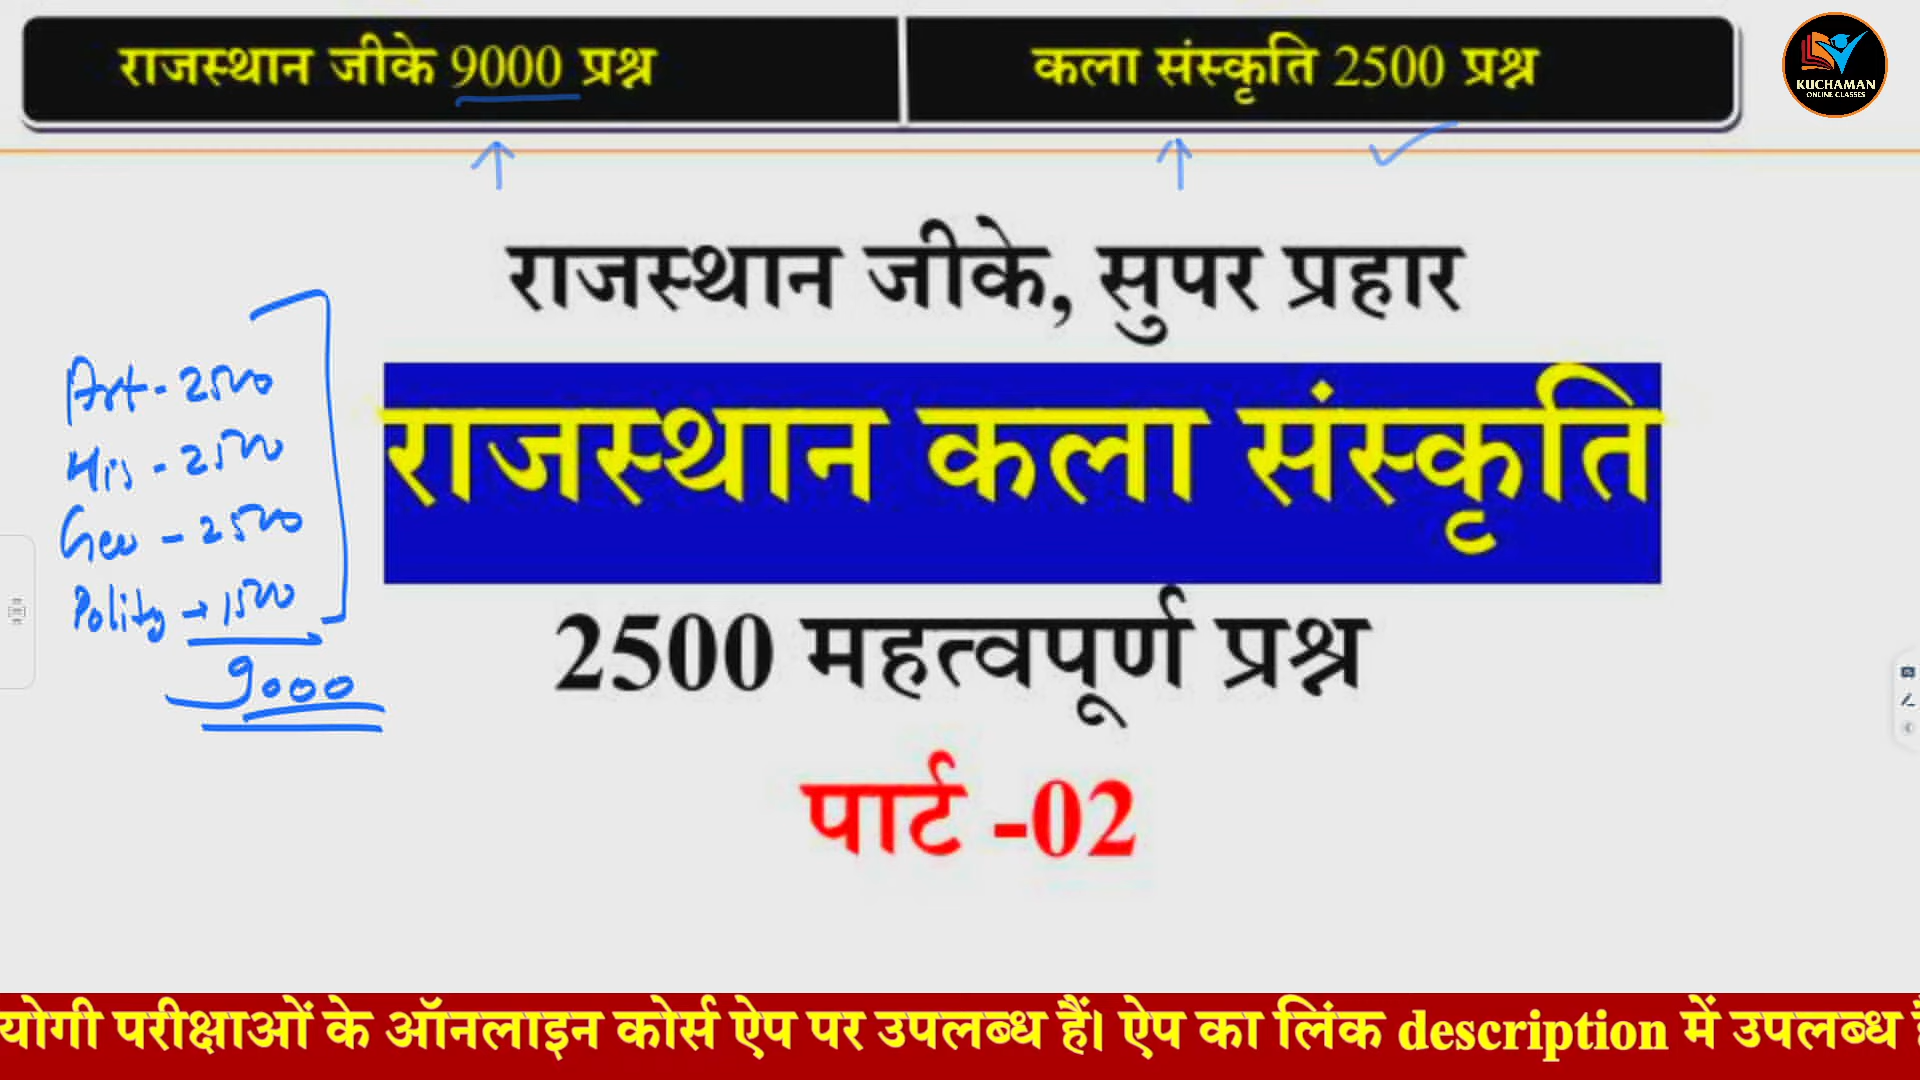 राजस्थान जीके 9000 प्रश्न
कला संस्कृति 2500 प्रश्न
KUCHAMAN
ONLINE CLASSES
राजस्थान जीके, सुपर प्रहार
राजस्थान कला संस्कृति
2500 महत्वपूर्ण प्रश्न
पार्ट -02
Art - 2500
His - 2500
Geo - 2500
Polity → 1500
9000
योगी परीक्षाओं के ऑनलाइन कोर्स ऐप पर उपलब्ध हैं। ऐप का लिंक description में उपलब्ध है